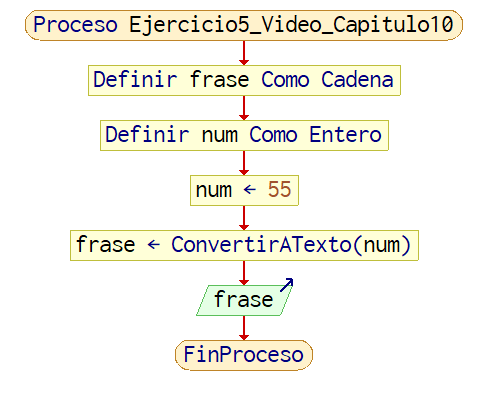 Proceso Ejercicio5_Video_Capitulo10
Definir frase Como Cadena
Definir num Como Entero
num ← 55
frase ← ConvertirATexto(num)
frase
FinProceso